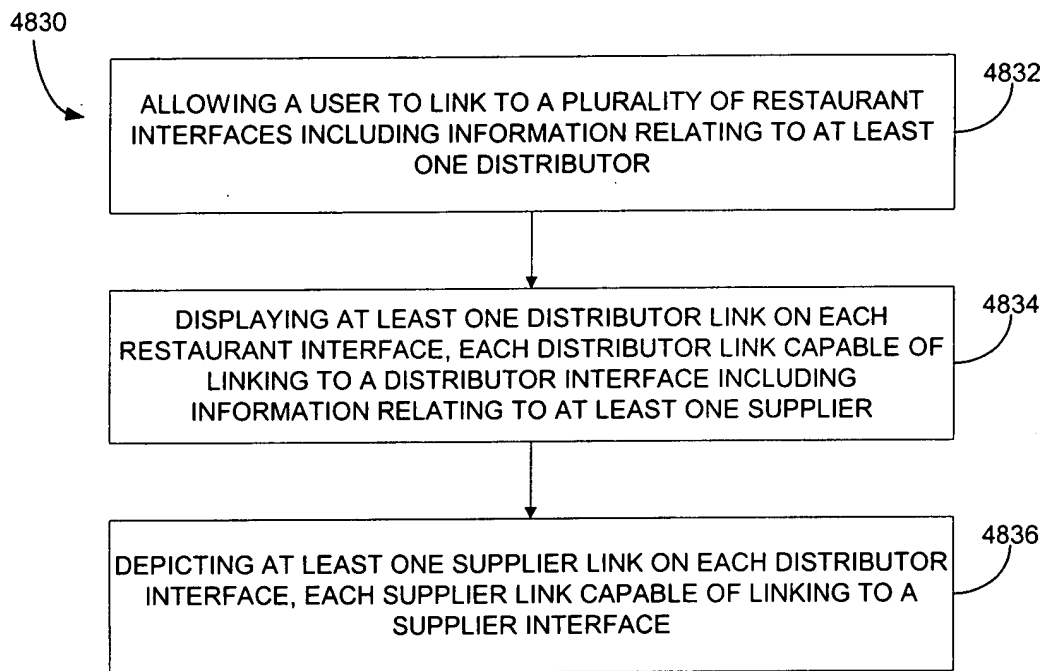 4830
4832
ALLOWING A USER TO LINK TO A PLURALITY OF RESTAURANT
INTERFACES INCLUDING INFORMATION RELATING TO AT LEAST
ONE DISTRIBUTOR
4834
DISPLAYING AT LEAST ONE DISTRIBUTOR LINK ON EACH
RESTAURANT INTERFACE, EACH DISTRIBUTOR LINK CAPABLE OF
LINKING TO A DISTRIBUTOR INTERFACE INCLUDING
INFORMATION RELATING TO AT LEAST ONE SUPPLIER
4836
DEPICTING AT LEAST ONE SUPPLIER LINK ON EACH DISTRIBUTOR
INTERFACE, EACH SUPPLIER LINK CAPABLE OF LINKING TO A
SUPPLIER INTERFACE